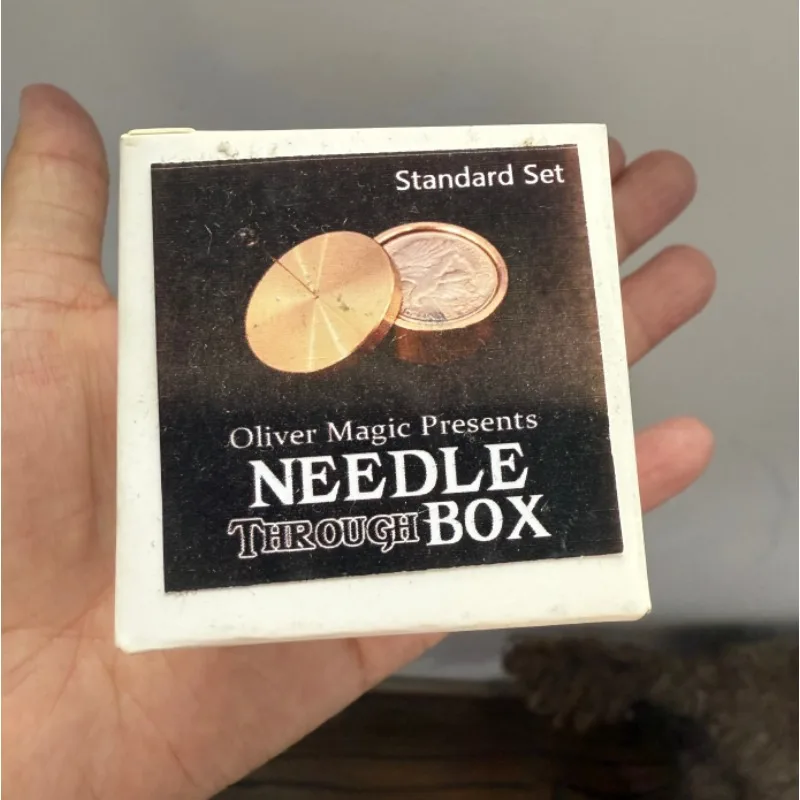 Standard Set
Oliver Magic Presents
NEEDLE
THROUGH BOX